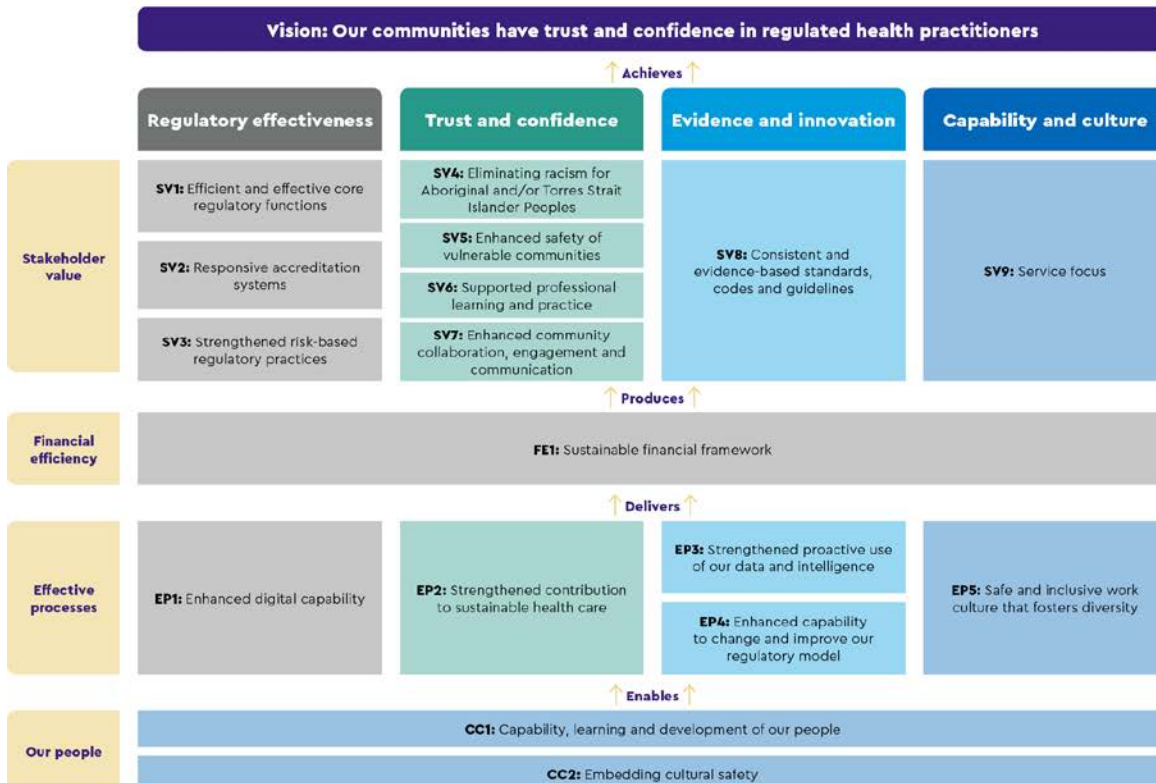 Vision: Our communities have trust and confidence in regulated health practitioners
↑ Achieves ↑
Regulatory effectiveness
Trust and confidence
Evidence and innovation
Capability and culture
Stakeholder
value
SV1: Efficient and effective core
regulatory functions
SV2: Responsive accreditation
systems
SV3: Strengthened risk-based
regulatory practices
SV4: Eliminating racism for
Aboriginal and/or Torres Strait
Islander Peoples
SV5: Enhanced safety of
vulnerable communities
SV6: Supported professional
learning and practice
SV7: Enhanced community
collaboration, engagement and
communication
SV8: Consistent and
evidence-based standards,
codes and guidelines
SV9: Service focus
↑ Produces ↑
Financial
efficiency
FE1: Sustainable financial framework
↑ Delivers ↑
Effective
processes
EP1: Enhanced digital capability
EP2: Strengthened contribution
to sustainable health care
EP3: Strengthened proactive use
of our data and intelligence
EP4: Enhanced capability
to change and improve our
regulatory model
EP5: Safe and inclusive work
culture that fosters diversity
↑ Enables ↑
Our people
CC1: Capability, learning and development of our people
CC2: Embedding cultural safety